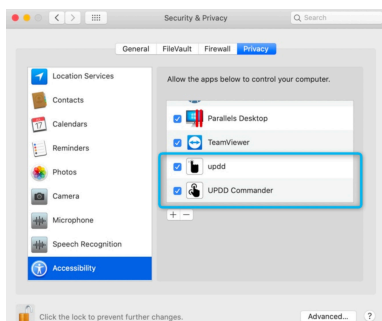 Security & Privacy
Search
General
FileVault
Firewall
Privacy
Location Services
Contacts
17
Calendars
Reminders
Photos
Camera
Microphone
Speech Recognition
Accessibility
Allow the apps below to control your computer.
Parallels Desktop
TeamViewer
updd
UPDD Commander
+ −
Click the lock to prevent further changes.
Advanced...
?